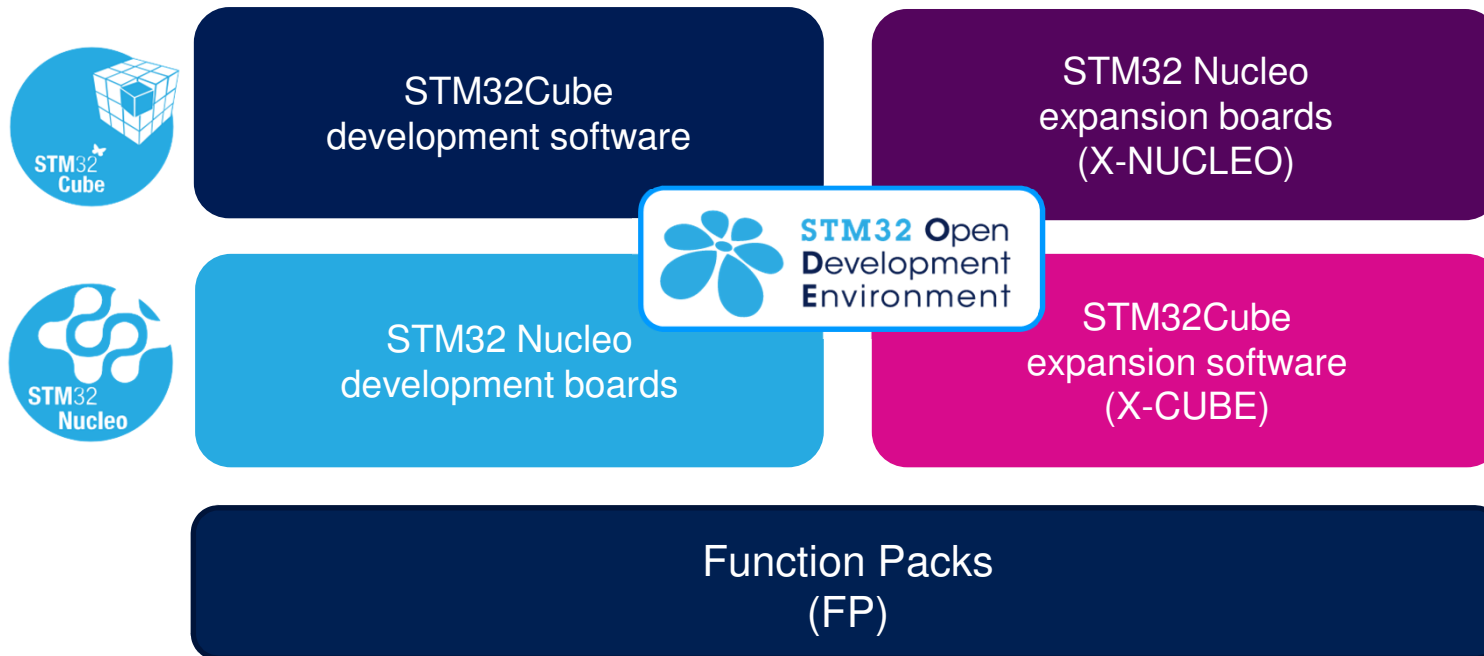 STM32
Cube
STM32Cube
development software
STM32 Nucleo
expansion boards
(X-NUCLEO)
STM32 Open
Development
Environment
STM32
Nucleo
STM32 Nucleo
development boards
STM32Cube
expansion software
(X-CUBE)
Function Packs
(FP)